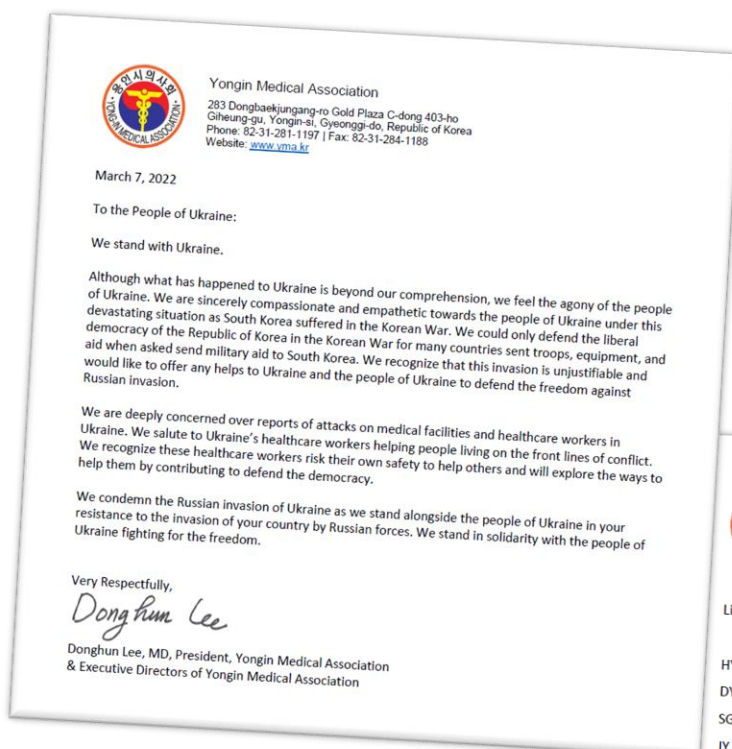 용인시의사회
YONG-IN MEDICAL ASSOCIATION
Yongin Medical Association
283 Dongbaekjungang-ro Gold Plaza C-dong 403-ho
Giheung-gu, Yongin-si, Gyeonggi-do, Republic of Korea
Phone: 82-31-281-1197 | Fax: 82-31-284-1188
Website: www.yma.kr
March 7, 2022
To the People of Ukraine:
We stand with Ukraine.
Although what has happened to Ukraine is beyond our comprehension, we feel the agony of the people
of Ukraine. We are sincerely compassionate and empathetic towards the people of Ukraine under this
devastating situation as South Korea suffered in the Korean War. We could only defend the liberal
democracy of the Republic of Korea in the Korean War for many countries sent troops, equipment, and
aid when asked send military aid to South Korea. We recognize that this invasion is unjustifiable and
would like to offer any helps to Ukraine and the people of Ukraine to defend the freedom against
Russian invasion.
We are deeply concerned over reports of attacks on medical facilities and healthcare workers in
Ukraine. We salute to Ukraine's healthcare workers helping people living on the front lines of conflict.
We recognize these healthcare workers risk their own safety to help others and will explore the ways to
help them by contributing to defend the democracy.
We condemn the Russian invasion of Ukraine as we stand alongside the people of Ukraine in your
resistance to the invasion of your country by Russian forces. We stand in solidarity with the people of
Ukraine fighting for the freedom.
Very Respectfully,
Donghun Lee
Donghun Lee, MD, President, Yongin Medical Association
& Executive Directors of Yongin Medical Association